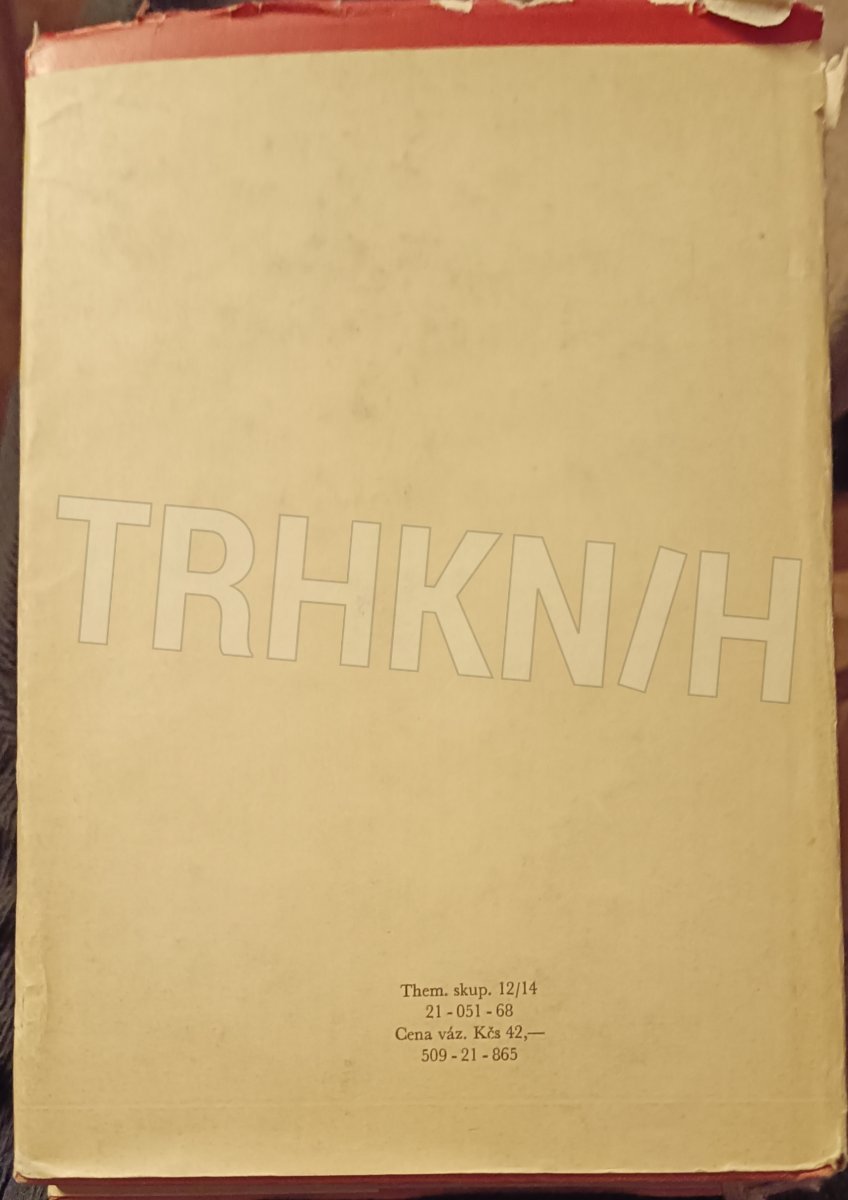 TRHKN/H
Them. skup. 12/14
21 - 051 - 68
Cena váz. Kčs 42,—
509 - 21 - 865